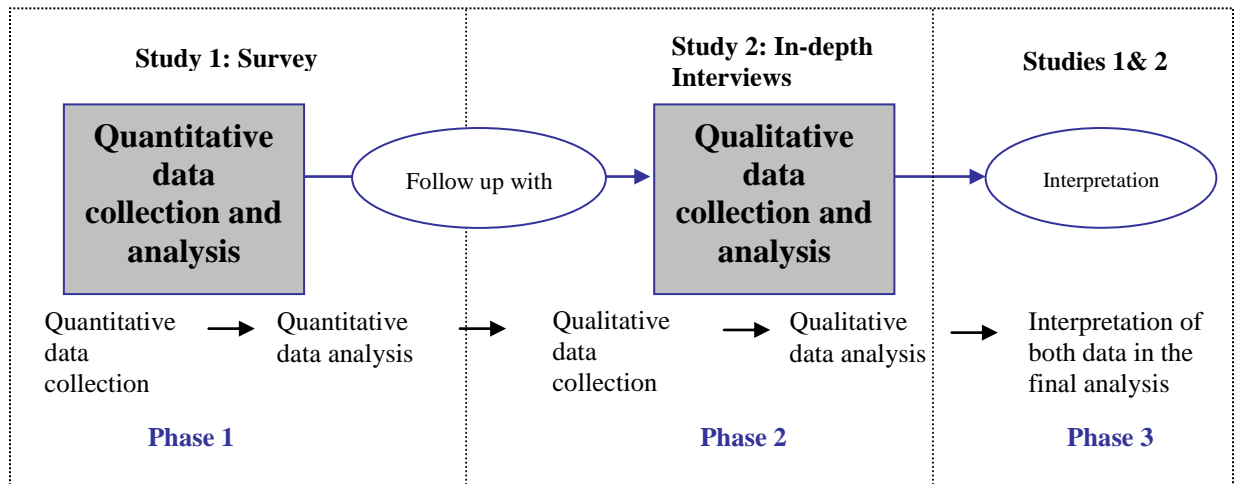 Study 1: Survey
Study 2: In-depth
Interviews
Studies 1& 2
Quantitative
data
collection and
analysis
Follow up with
Qualitative
data
collection and
analysis
Interpretation
Quantitative
data
collection
Quantitative
data analysis
Qualitative
data
collection
Qualitative
data analysis
Interpretation of
both data in the
final analysis
Phase 1
Phase 2
Phase 3